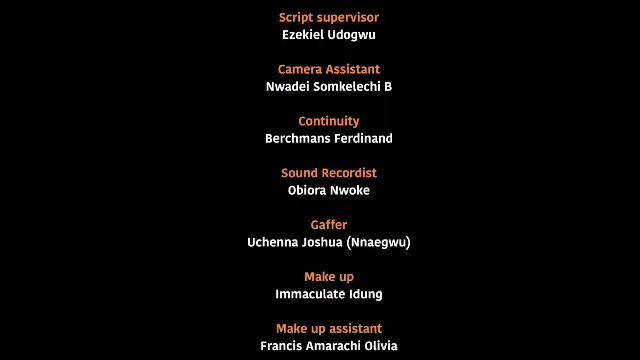 Script supervisor
Ezekiel Udogwu
Camera Assistant
Nwadei Somkelechi B
Continuity
Berchmans Ferdinand
Sound Recordist
Obiora Nwoke
Gaffer
Uchenna Joshua (Nnaegwu)
Make up
Immaculate Idung
Make up assistant
Francis Amarachi Olivia